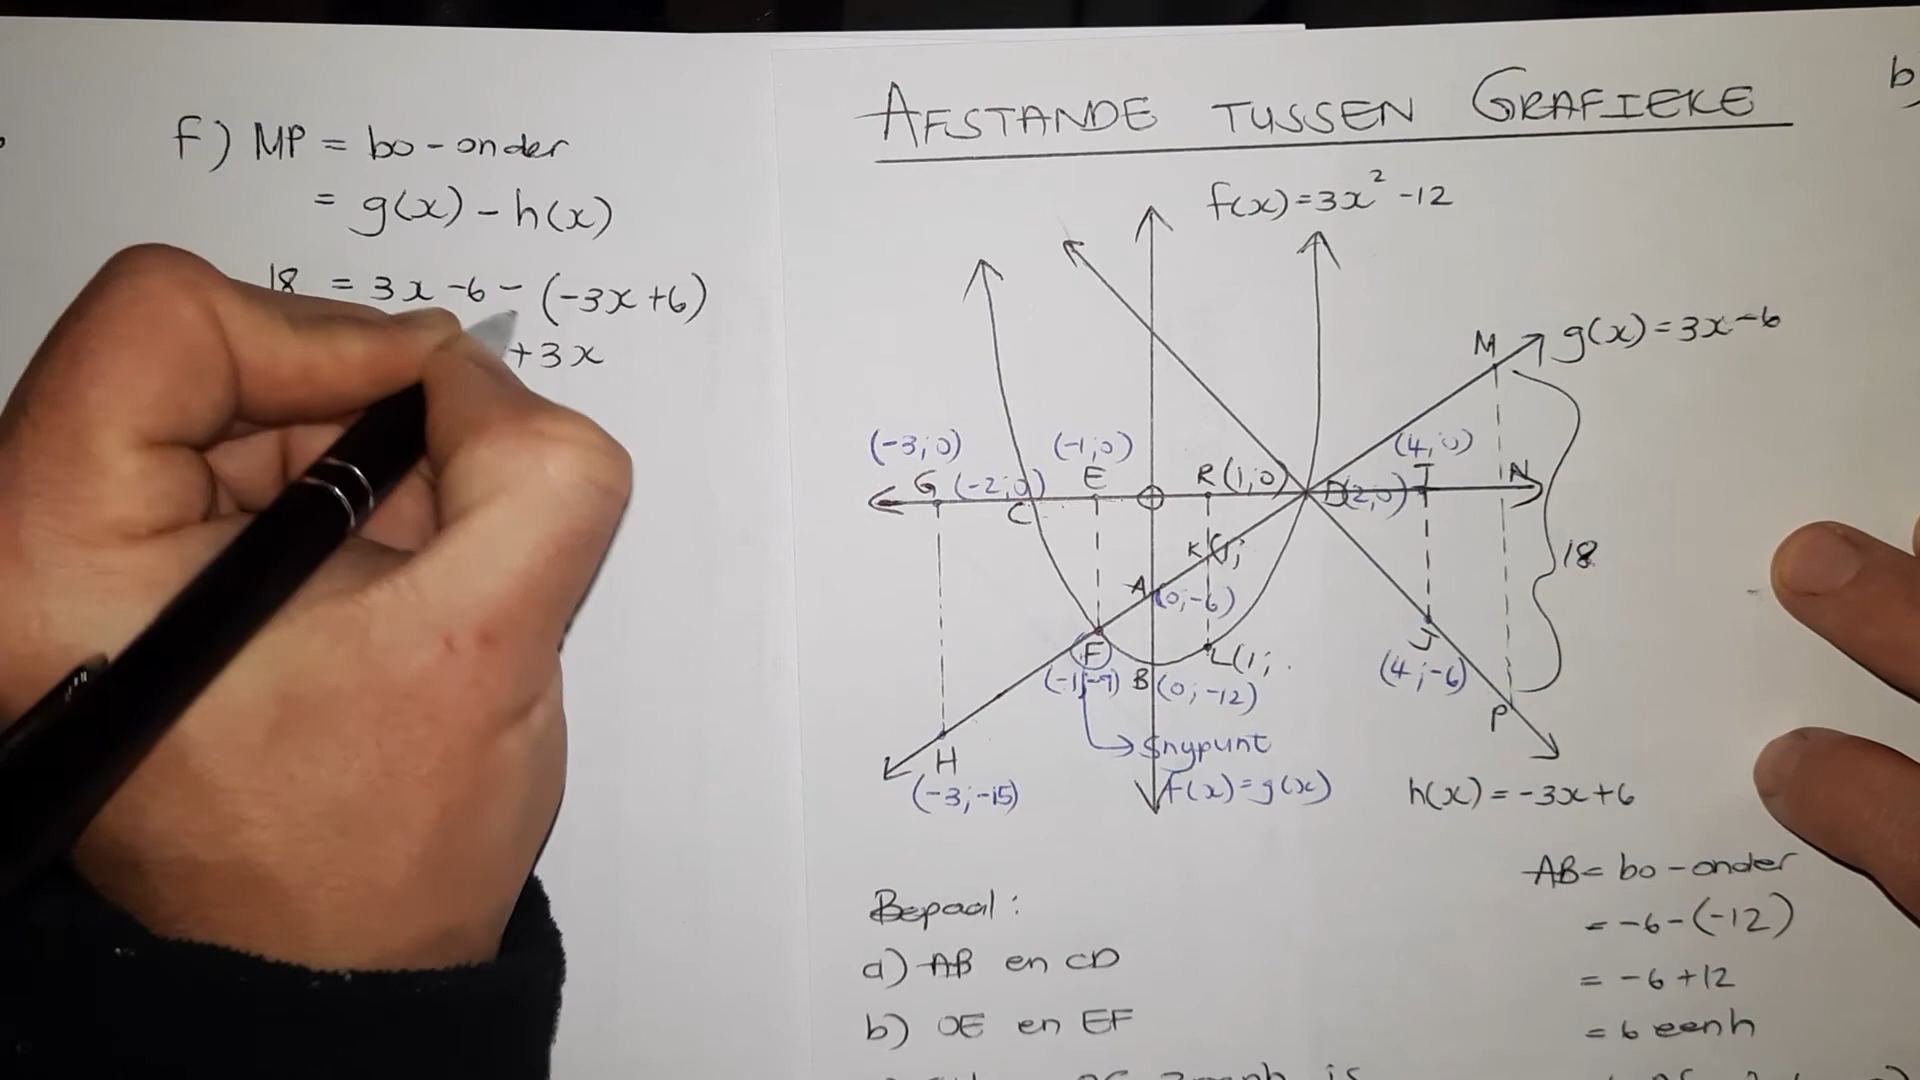 f) MP = bo - onder
= g(x) - h(x)
18 = 3x - 6 - (-3x + 6)
+ 3x
AFSTANDE TUSSEN GRAFIEKE
b)
f(x) = 3x² - 12
g(x) = 3x - 6
M
(-3;0)
(-1;0)
(4;0)
G
(-2;0)
C
E
R (1;0)
D(2;0)
N
18
K (1;
A
(0;-6)
F
(-1;-9)
B
(0;-12)
L(1;
J
(4;-6)
P
H
(-3;-15)
Snypunt
f(x) = g(x)
h(x) = -3x + 6
AB = bo - onder
= -6 - (-12)
= -6 + 12
= 6 eenh
Bepaal :
a) AB en CD
b) OE en EF